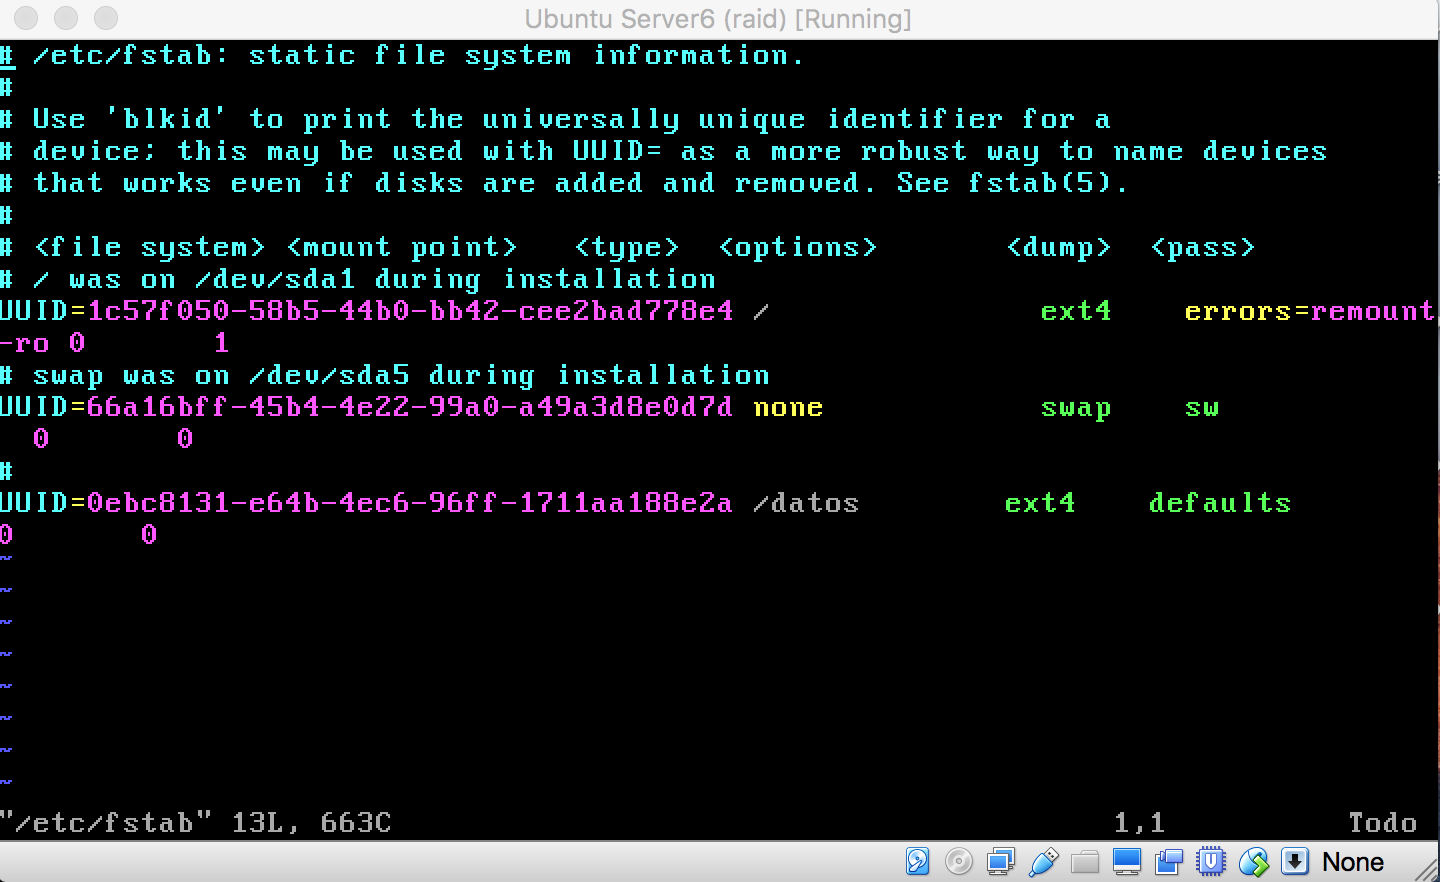 Ubuntu Server6 (raid) [Running]
# /etc/fstab: static file system information.
#
# Use 'blkid' to print the universally unique identifier for a
# device; this may be used with UUID= as a more robust way to name devices
# that works even if disks are added and removed. See fstab(5).
#
# <file system> <mount point>   <type>  <options>       <dump>  <pass>
# / was on /dev/sda1 during installation
UUID=1c57f050-58b5-44b0-bb42-cee2bad778e4 /               ext4    errors=remount
-ro 0       1
# swap was on /dev/sda5 during installation
UUID=66a16bff-45b4-4e22-99a0-a49a3d8e0d7d none            swap    sw
  0       0
#
UUID=0ebc8131-e64b-4ec6-96ff-1711aa188e2a /datos        ext4    defaults
0       0
~
~
~
~
~
~
~
~
"/etc/fstab" 13L, 663C                                        1,1          Todo
None